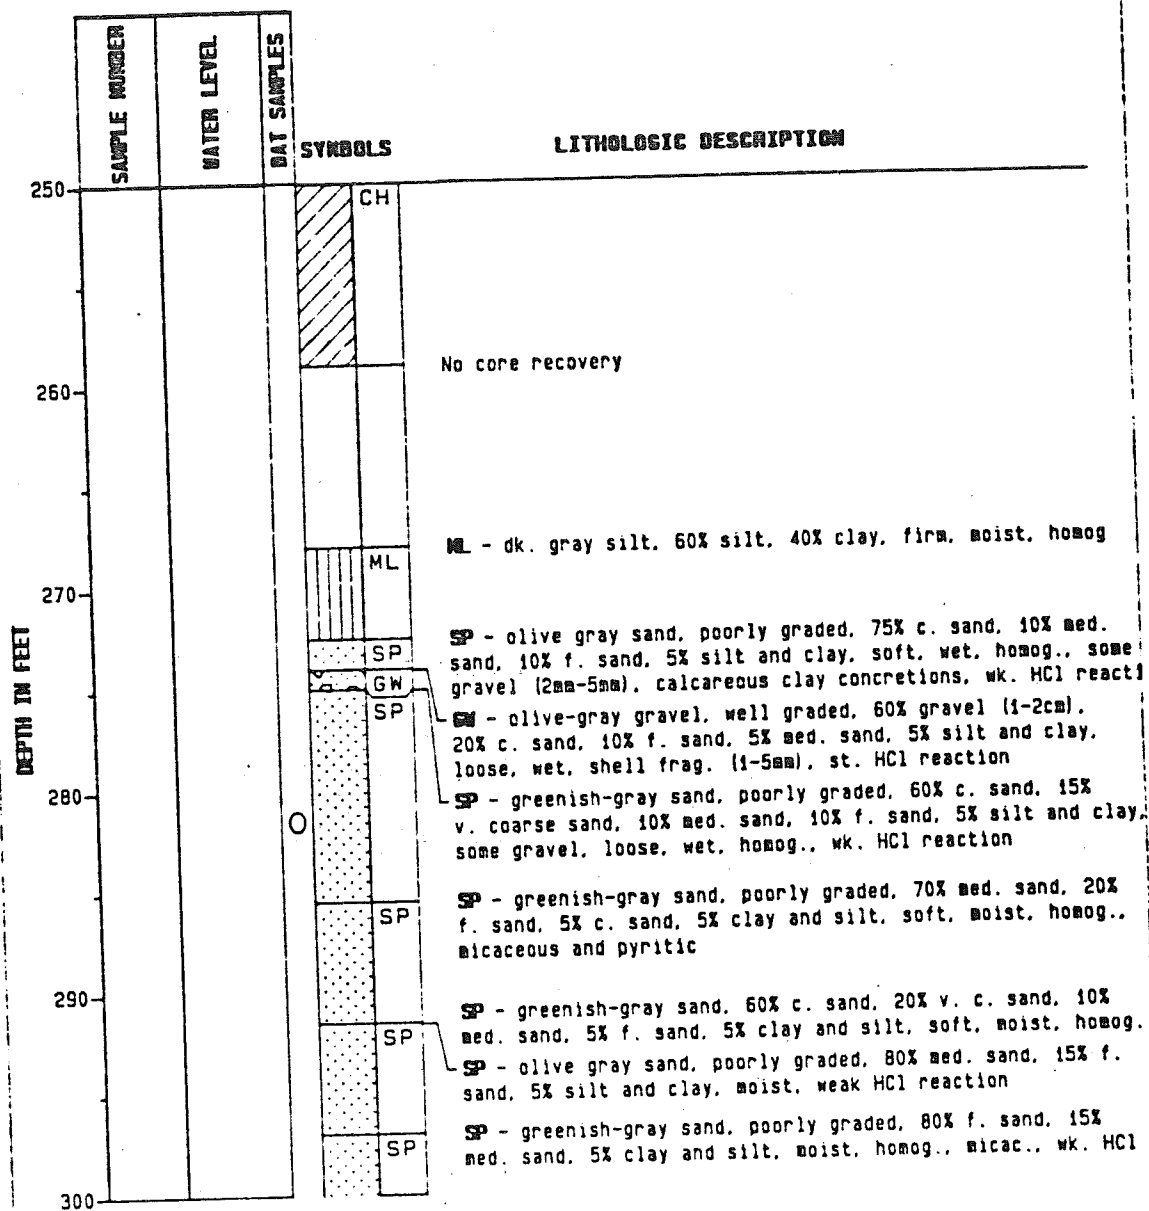 SAMPLE NUMBER
WATER LEVEL
DAT SAMPLES
SYMBOLS
LITHOLOGIC DESCRIPTION
DEPTH IN FEET
250
CH
No core recovery
260
ML - dk. gray silt, 60% silt, 40% clay, firm, moist, homog
ML
270
SP - olive gray sand, poorly graded, 75% c. sand, 10% med.
sand, 10% f. sand, 5% silt and clay, soft, wet, homog., some
gravel (2mm-5mm), calcareous clay concretions, wk. HCl reacti
SP
GW
SP
GW - olive-gray gravel, well graded, 60% gravel (1-2cm),
20% c. sand, 10% f. sand, 5% med. sand, 5% silt and clay,
loose, wet, shell frag. (1-5mm), st. HCl reaction
280
SP - greenish-gray sand, poorly graded, 60% c. sand, 15%
v. coarse sand, 10% med. sand, 10% f. sand, 5% silt and clay,
some gravel, loose, wet, homog., wk. HCl reaction
O
SP - greenish-gray sand, poorly graded, 70% med. sand, 20%
f. sand, 5% c. sand, 5% clay and silt, soft, moist, homog.,
micaceous and pyritic
SP
290
SP - greenish-gray sand, 60% c. sand, 20% v. c. sand, 10%
med. sand, 5% f. sand, 5% clay and silt, soft, moist, homog.
SP
SP - olive gray sand, poorly graded, 80% med. sand, 15% f.
sand, 5% silt and clay, moist, weak HCl reaction
SP - greenish-gray sand, poorly graded, 80% f. sand, 15%
med. sand, 5% clay and silt, moist, homog., micac., wk. HCl
SP
300